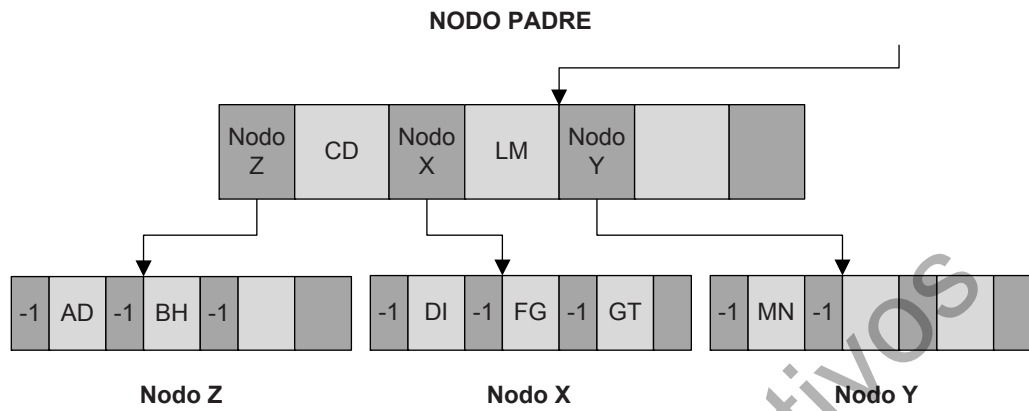 NODO PADRE
Nodo Z CD Nodo X LM Nodo Y
-1 AD -1 BH -1
-1 DI -1 FG -1 GT
-1 MN -1
Nodo Z
Nodo X
Nodo Y